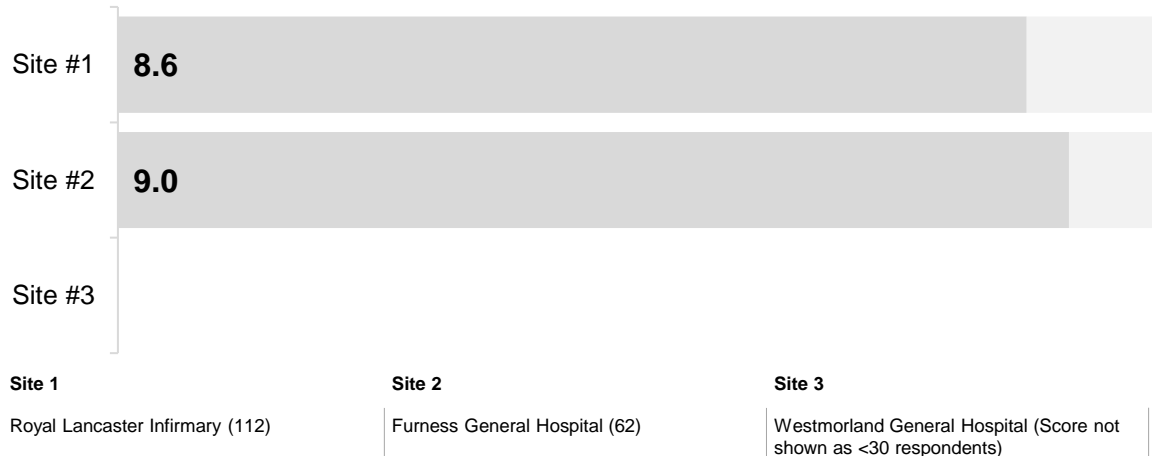 Site #1
8.6
Site #2
9.0
Site #3
Site 1
Site 2
Site 3
Royal Lancaster Infirmary (112)
Furness General Hospital (62)
Westmorland General Hospital (Score not
shown as <30 respondents)